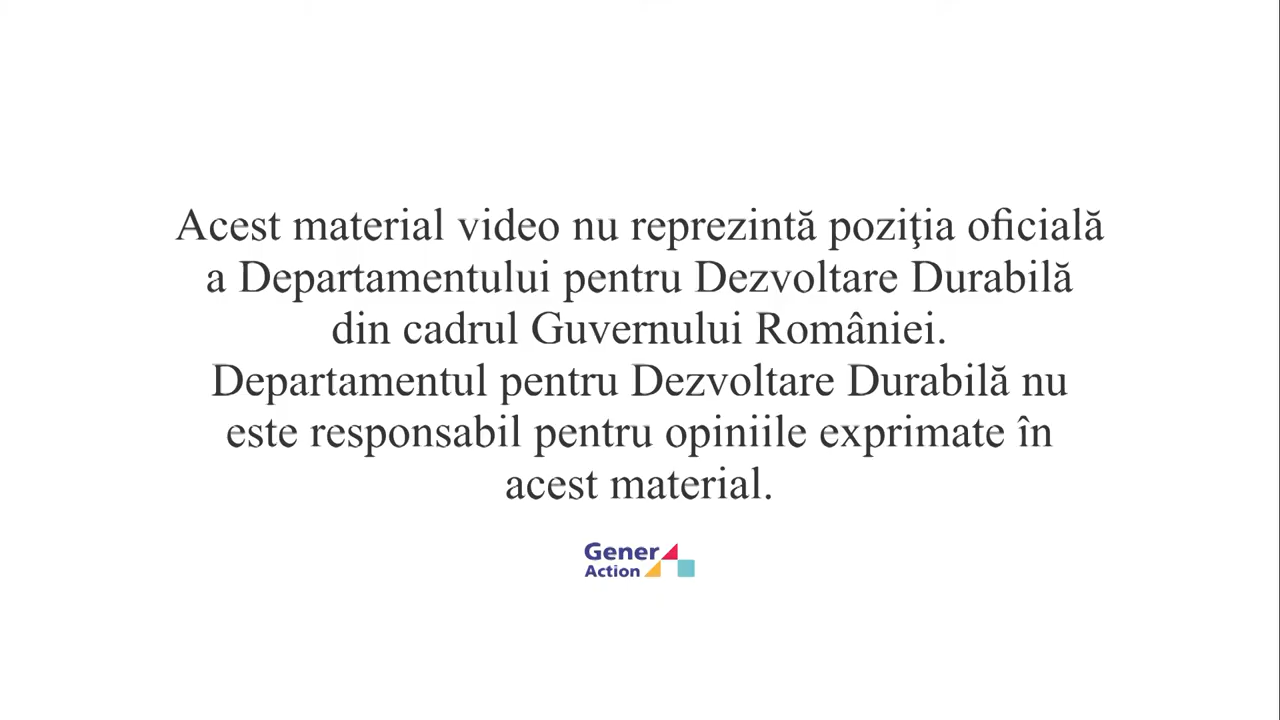 Acest material video nu reprezintă poziţia oficială
a Departamentului pentru Dezvoltare Durabilă
din cadrul Guvernului României.
Departamentul pentru Dezvoltare Durabilă nu
este responsabil pentru opiniile exprimate în
acest material.
Gener
Action